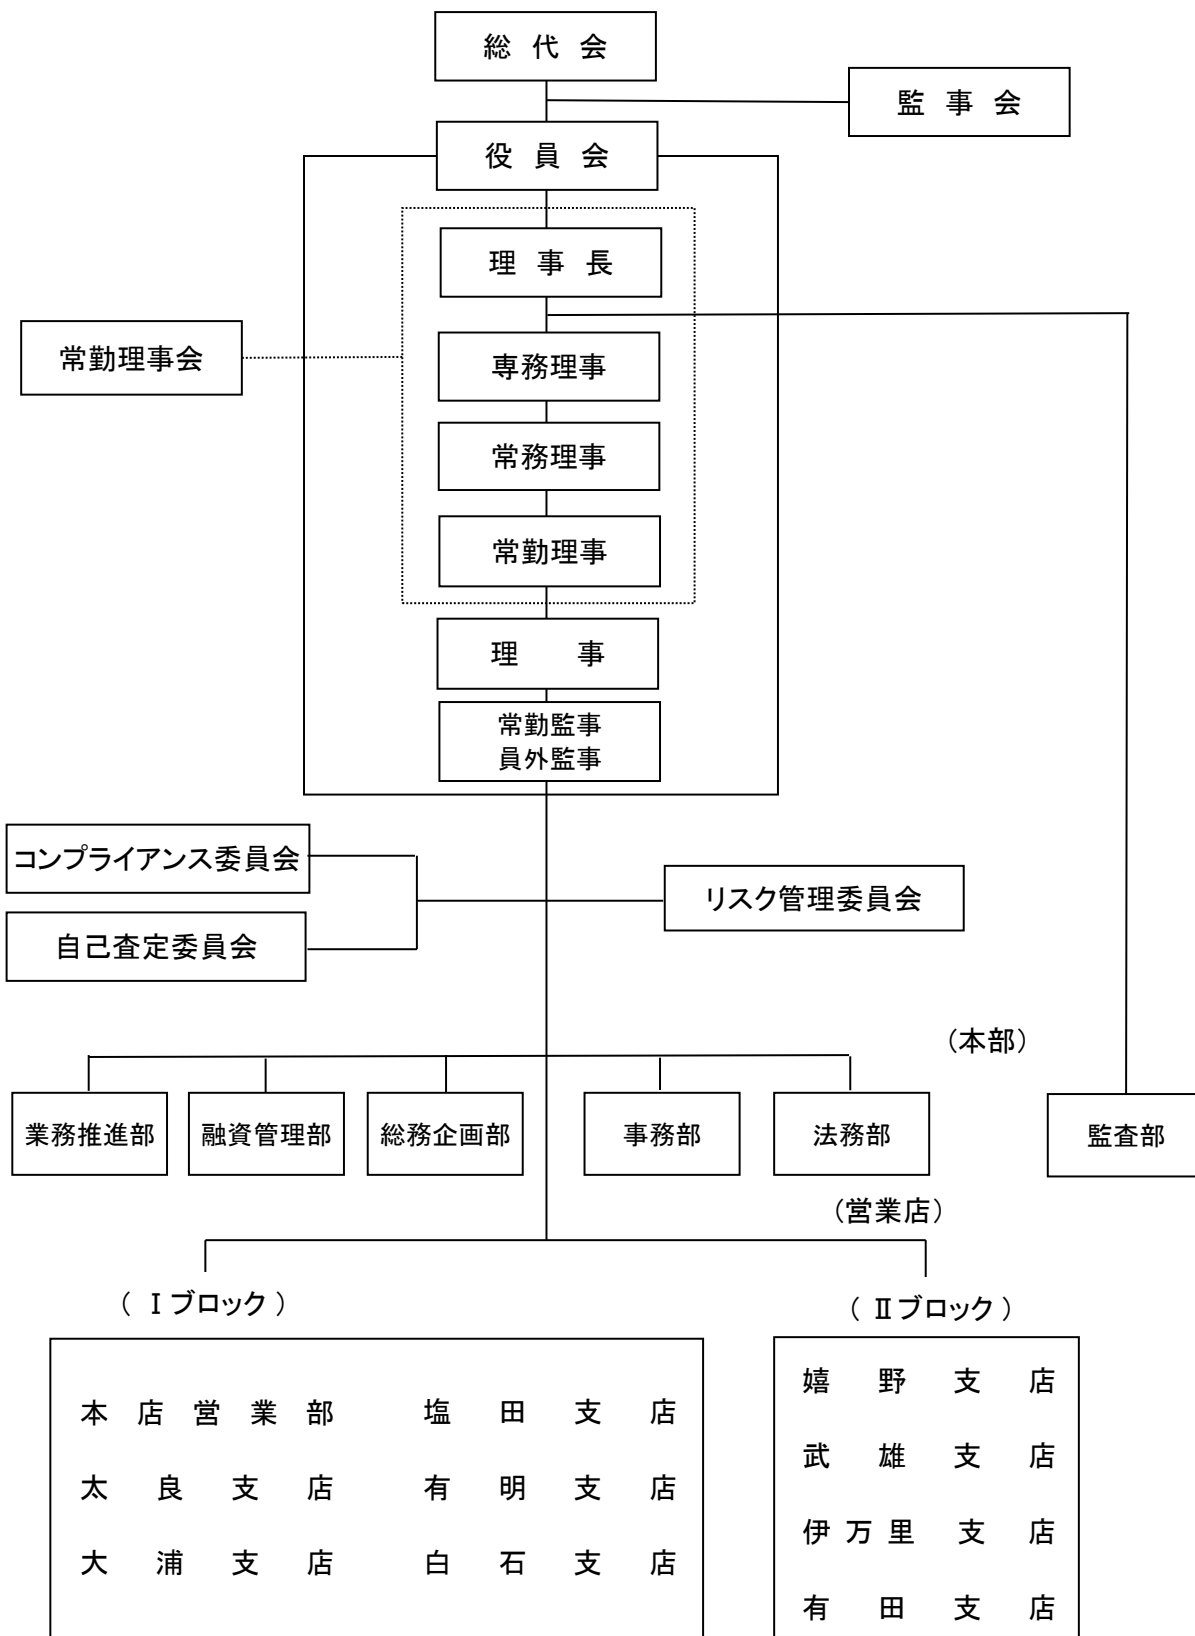 総代会
監事会
役員会
理事長
常勤理事会
専務理事
常務理事
常勤理事
理事
常勤監事
員外監事
コンプライアンス委員会
リスク管理委員会
自己査定委員会
（本部）
業務推進部
融資管理部
総務企画部
事務部
法務部
監査部
（営業店）
（Ⅰブロック）
（Ⅱブロック）
本店営業部
塩田支店
太良支店
有明支店
大浦支店
白石支店
嬉野支店
武雄支店
伊万里支店
有田支店